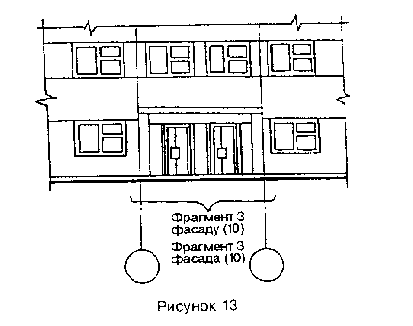 Фрагмент 3
фасаду (10)
Фрагмент 3
фасада (10)
Рисунок 13